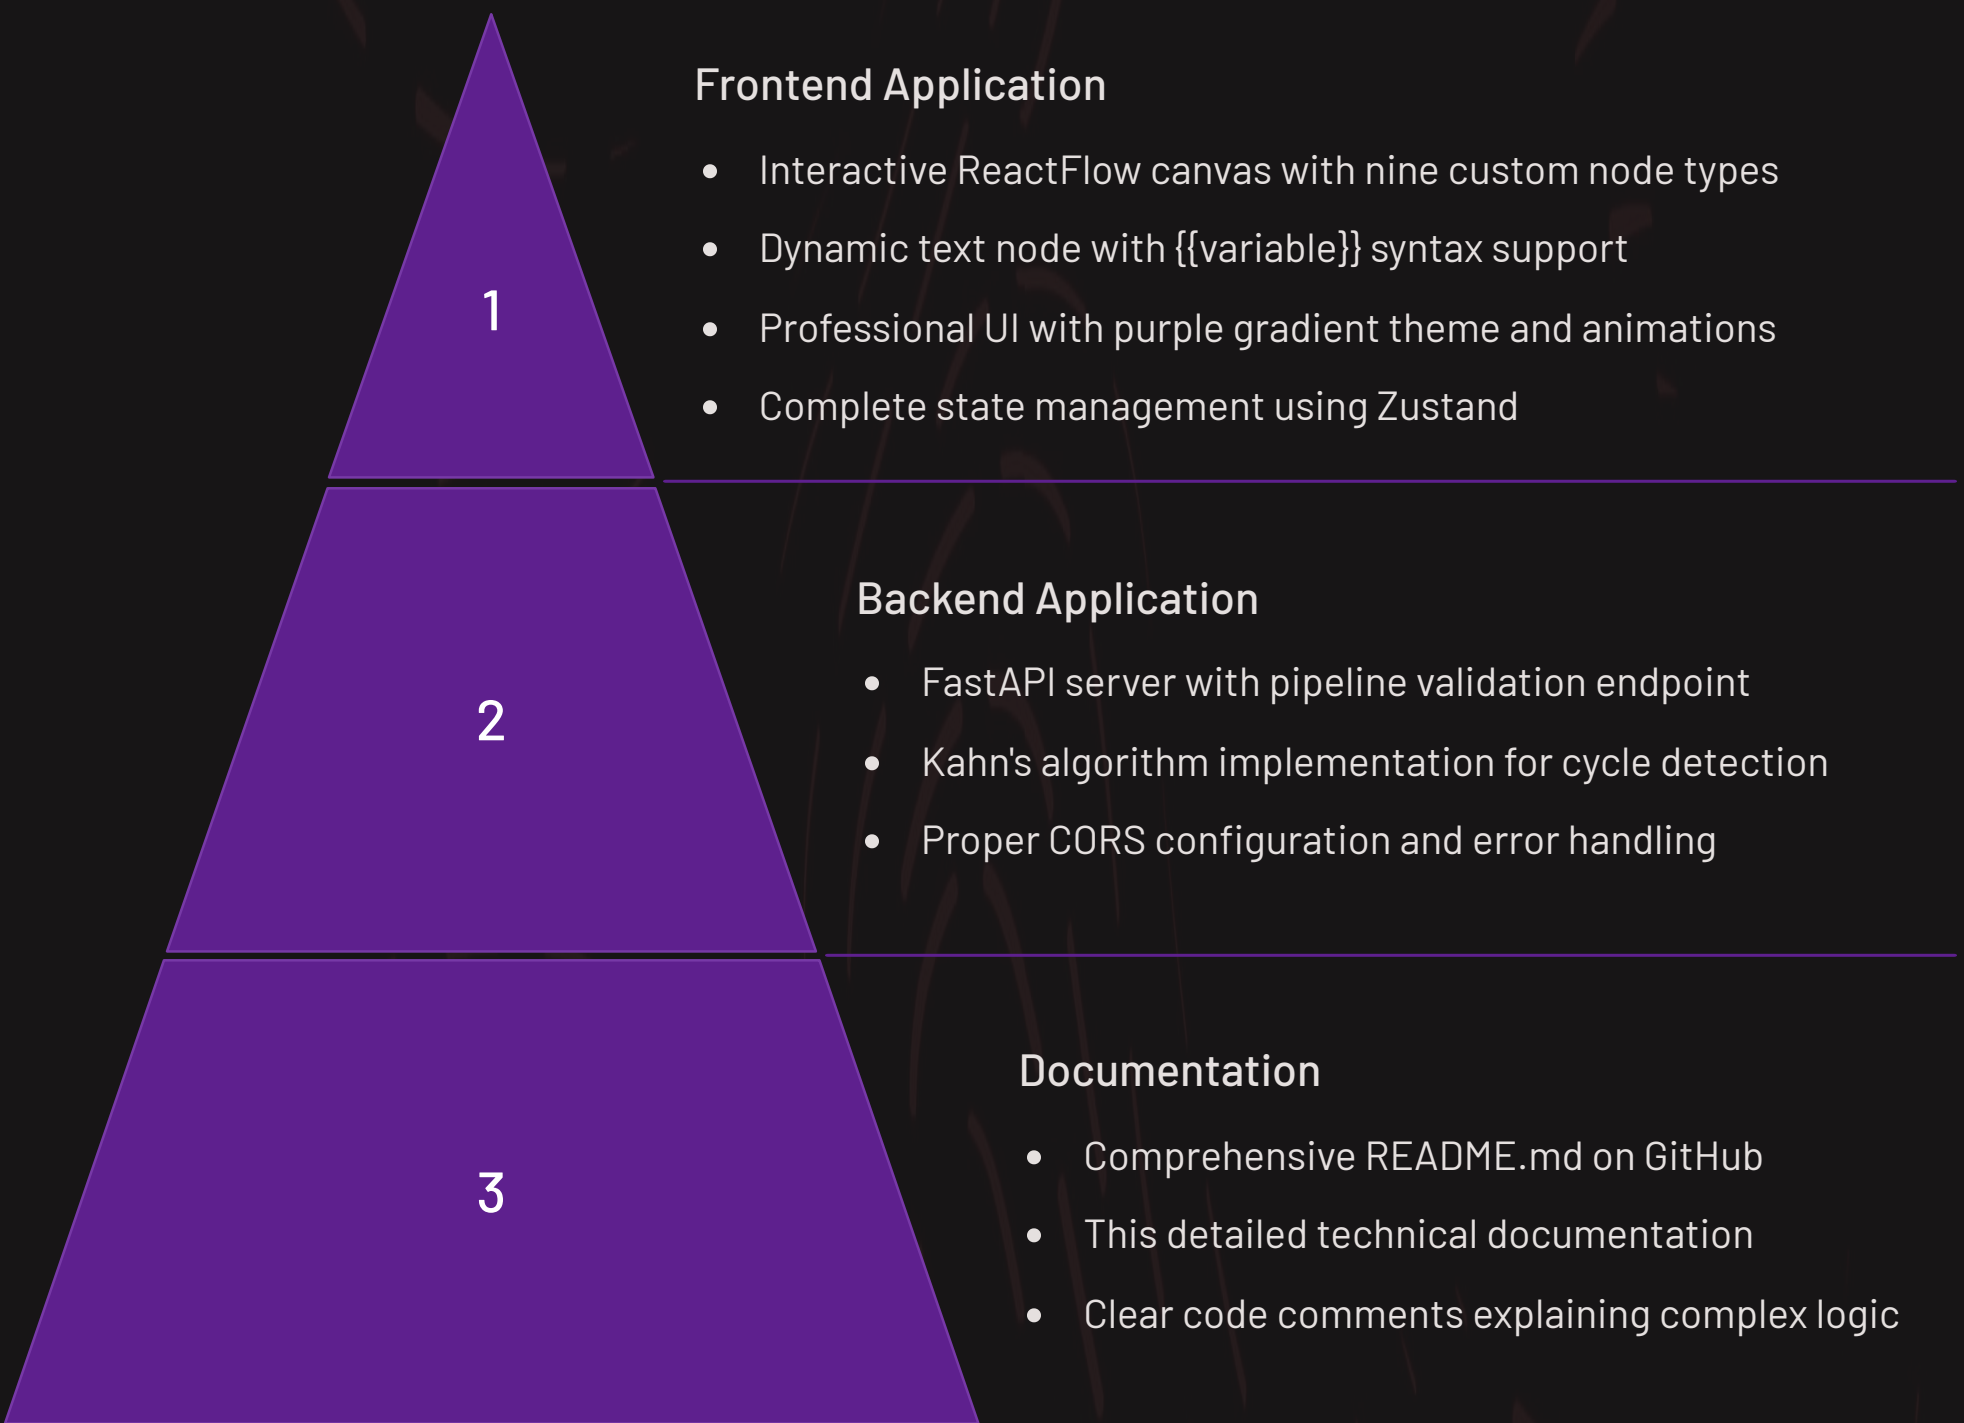 1
Frontend Application
• Interactive ReactFlow canvas with nine custom node types
• Dynamic text node with {{variable}} syntax support
• Professional UI with purple gradient theme and animations
• Complete state management using Zustand
2
Backend Application
• FastAPI server with pipeline validation endpoint
• Kahn's algorithm implementation for cycle detection
• Proper CORS configuration and error handling
3
Documentation
• Comprehensive README.md on GitHub
• This detailed technical documentation
• Clear code comments explaining complex logic